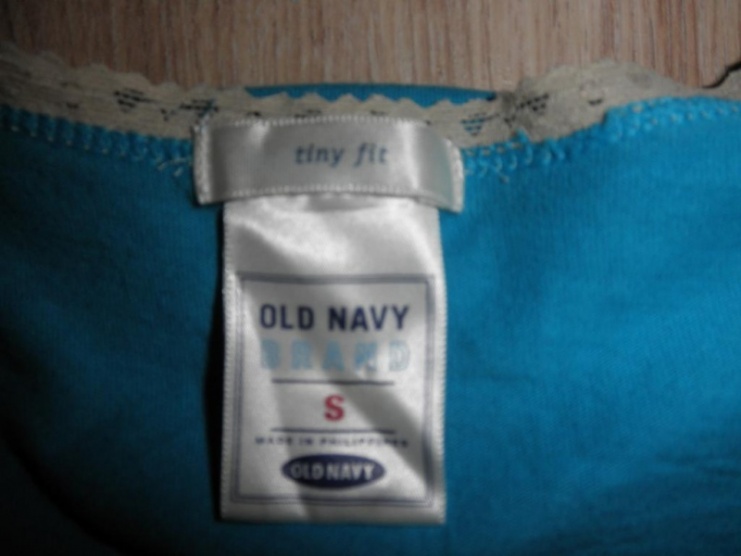 tiny fit
OLD NAVY
BRAND
S
MADE IN PHILIPPINES
OLD NAVY